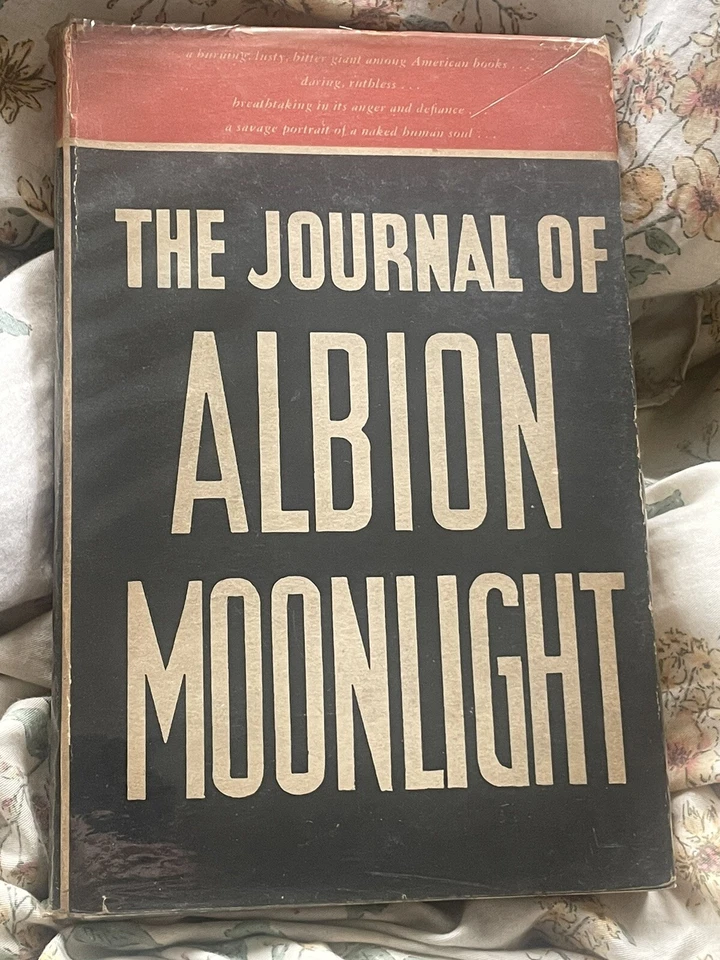 a burning, lusty, bitter giant among American books . . .
daring, ruthless . . .
breathtaking in its anger and defiance . .
a savage portrait of a naked human soul . . .
THE JOURNAL OF
ALBION
MOONLIGHT